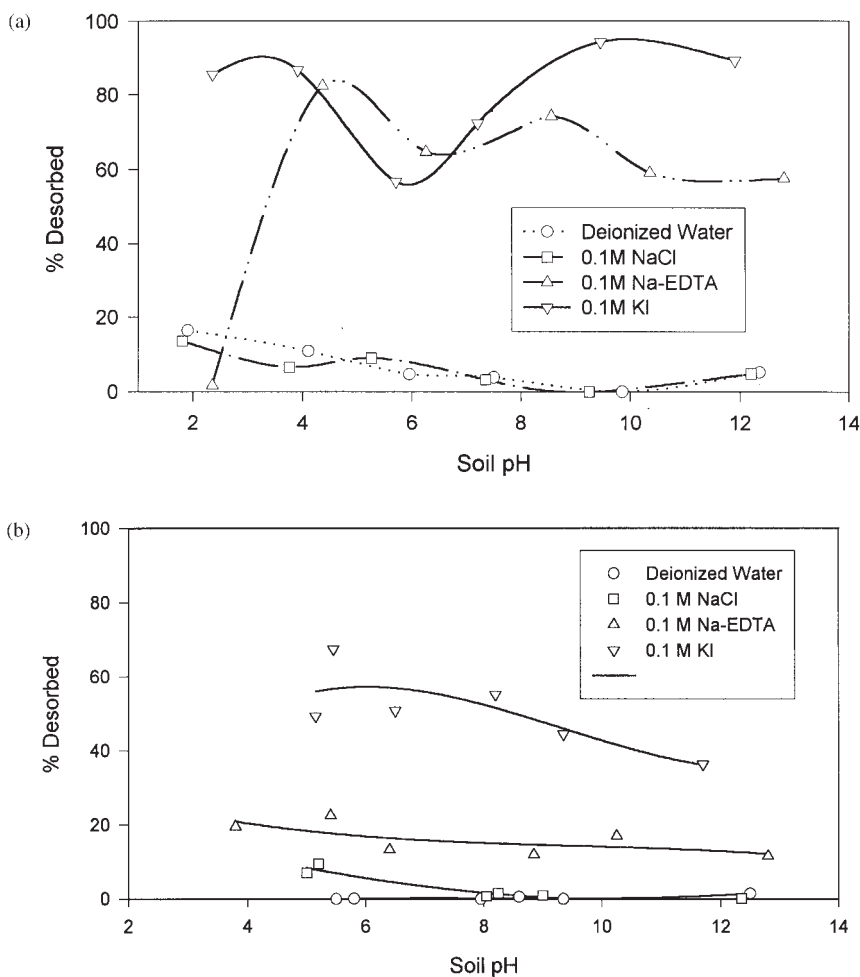 (a)
100
80
60
40
20
0
% Desorbed
Deionized Water
0.1M NaCl
0.1M Na-EDTA
0.1M KI
2 4 6 8 10 12 14
Soil pH
(b)
100
80
60
40
20
0
% Desorbed
Deionized Water
0.1 M NaCl
0.1 M Na-EDTA
0.1 M KI
2 4 6 8 10 12 14
Soil pH